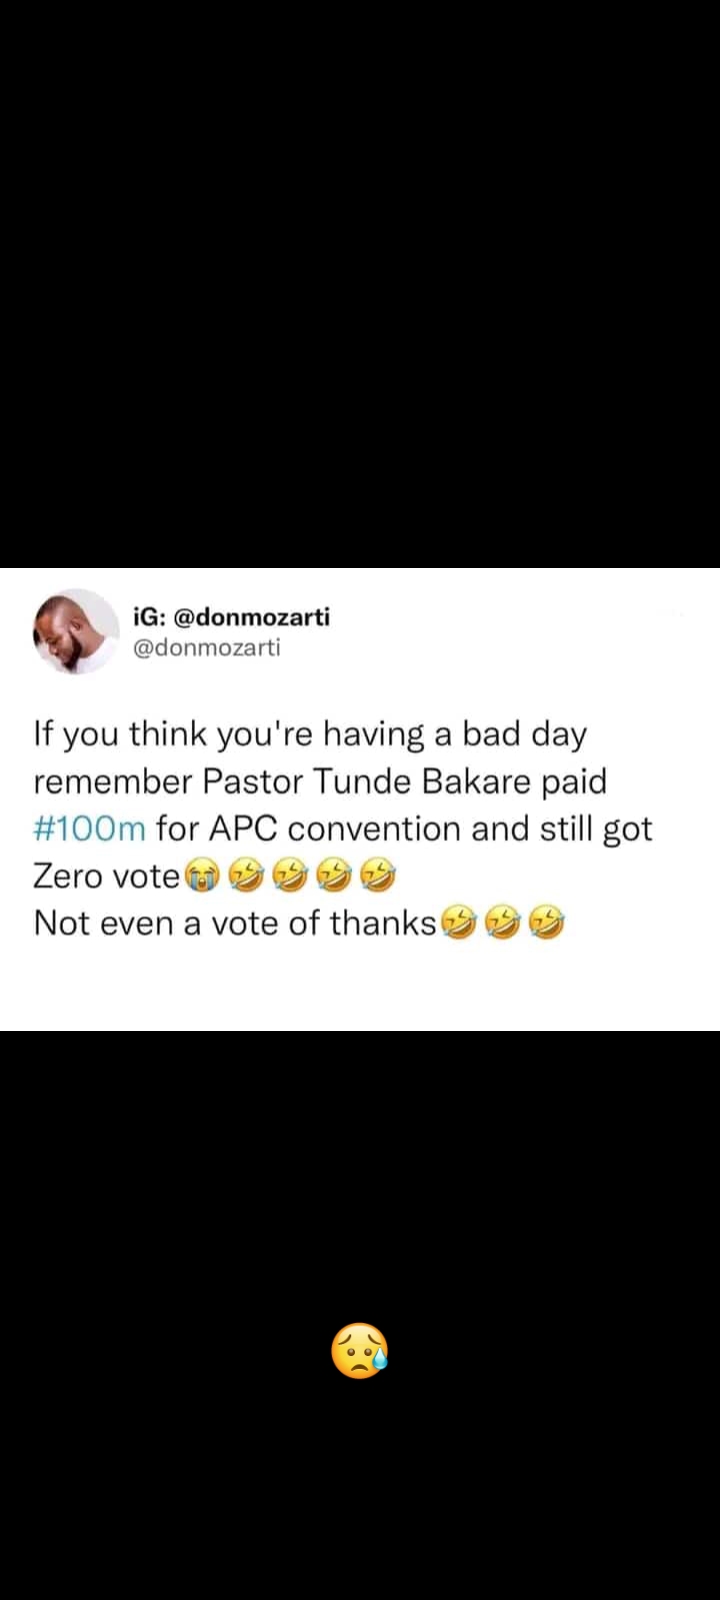 iG: @donmozarti
@donmozarti
If you think you're having a bad day
remember Pastor Tunde Bakare paid
#100m for APC convention and still got
Zero vote😭🤣🤣🤣🤣
Not even a vote of thanks🤣🤣🤣
😥